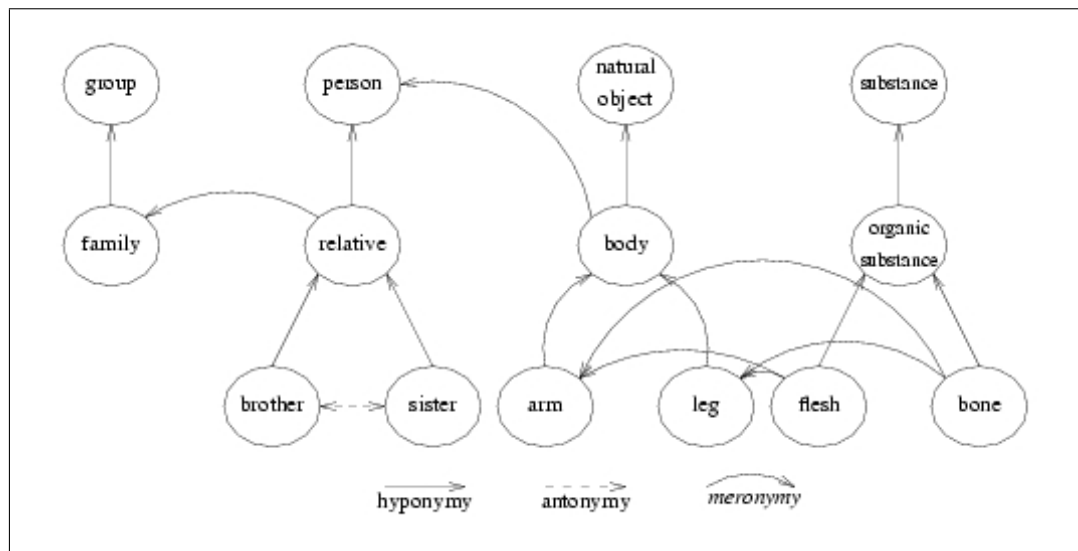 group
person
natural
object
substance
family
relative
body
organic
substance
brother
sister
arm
leg
flesh
bone
hyponymy
antonymy
meronymy